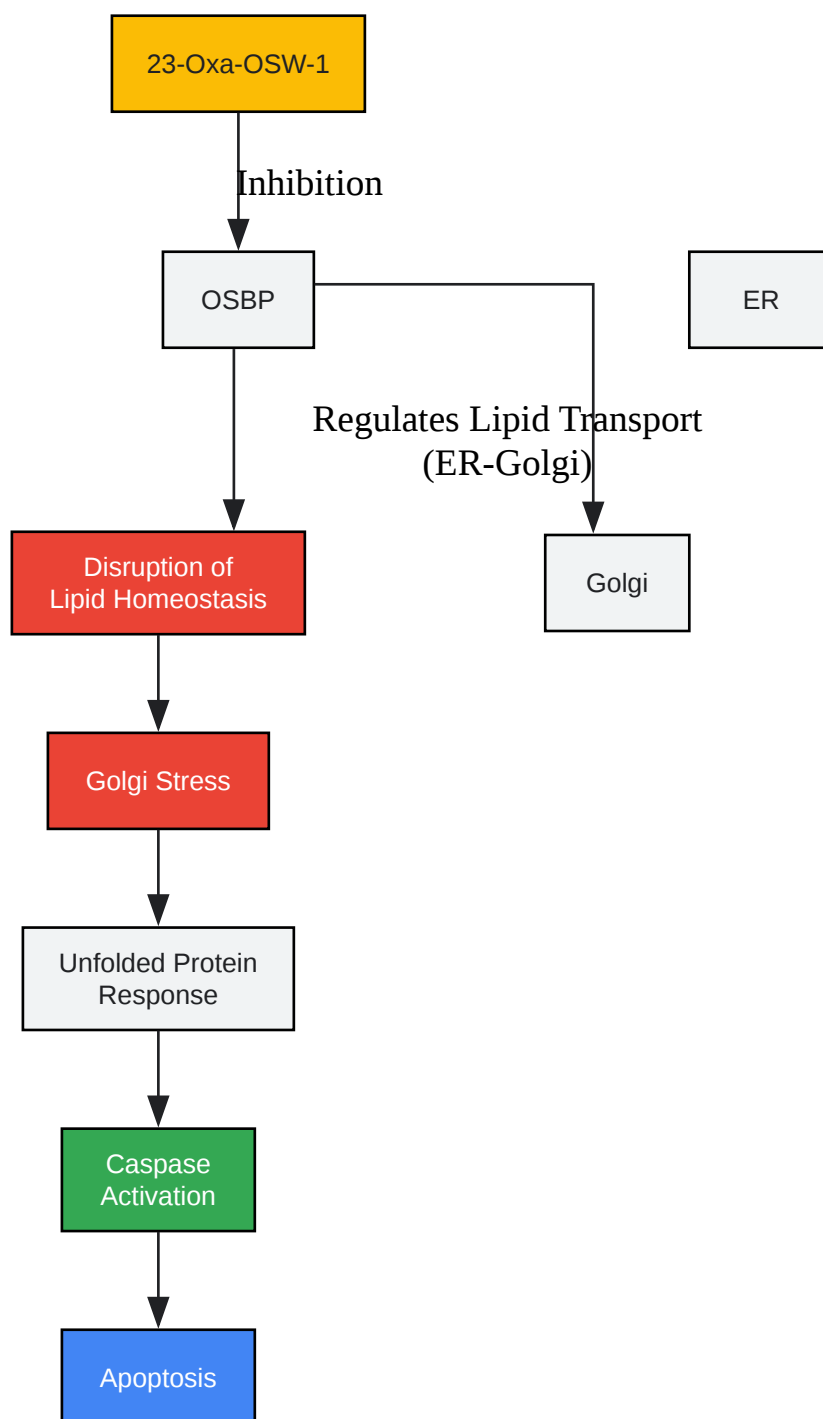 23-Oxa-OSW-1
Inhibition
OSBP
ER
Regulates Lipid Transport
(ER-Golgi)
Disruption of
Lipid Homeostasis
Golgi
Golgi Stress
Unfolded Protein
Response
Caspase
Activation
Apoptosis